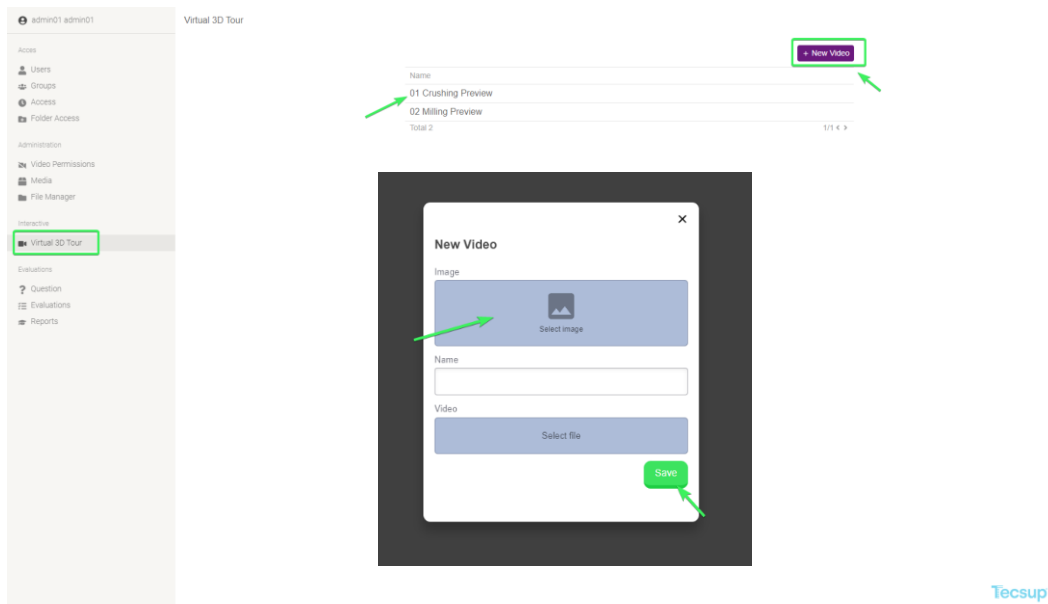 admin01 admin01
Virtual 3D Tour
Acces
Users
Groups
Access
Folder Access
Administration
Video Permissions
Media
File Manager
Interactive
Virtual 3D Tour
Evaluations
Question
Evaluations
Reports
+ New Video
Name
01 Crushing Preview
02 Milling Preview
Total 2
1/1 < >
New Video
Image
Select image
Name
Video
Select file
Save
Tecsup